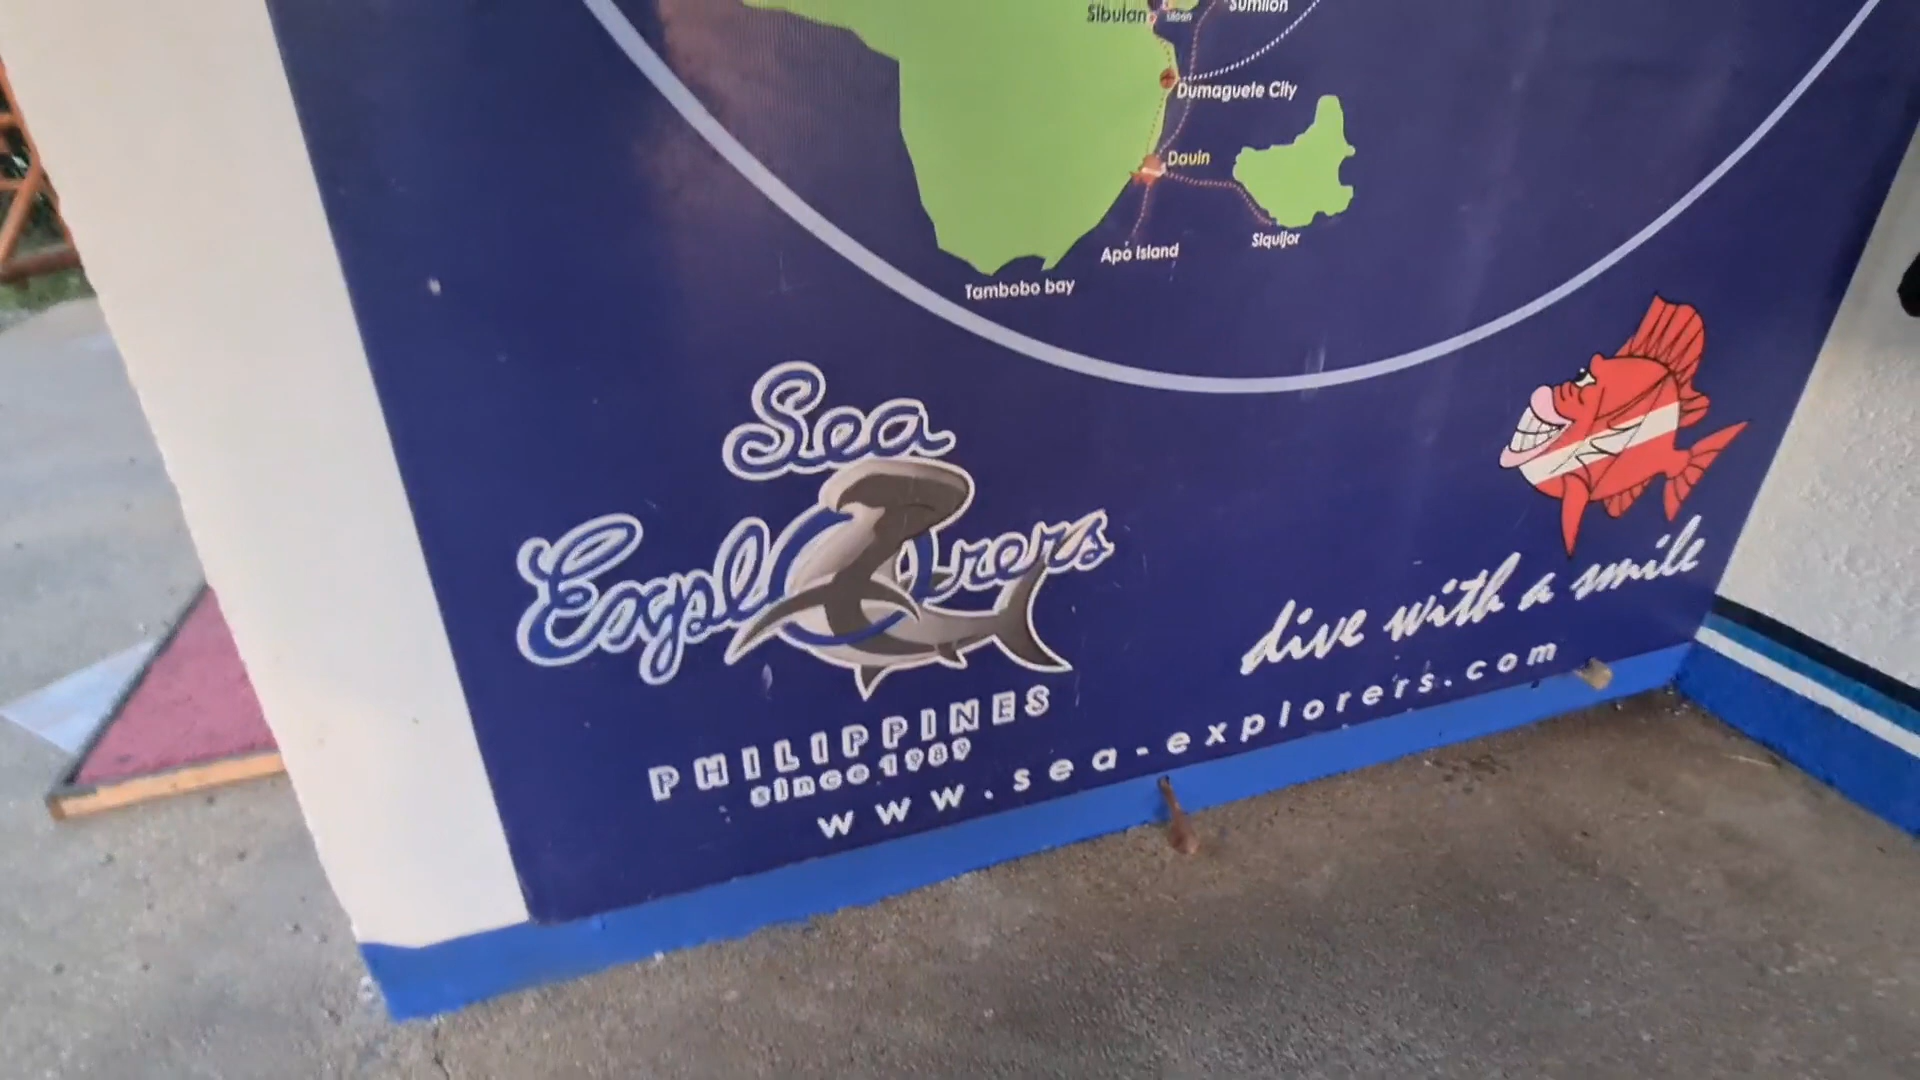 Sibulan
Sumilon
Dumaguete City
Dauin
Apo Island
Siquijor
Tambobo bay
Sea
Explorers
PHILIPPINES
since 1989
dive with a smile
www.sea-explorers.com